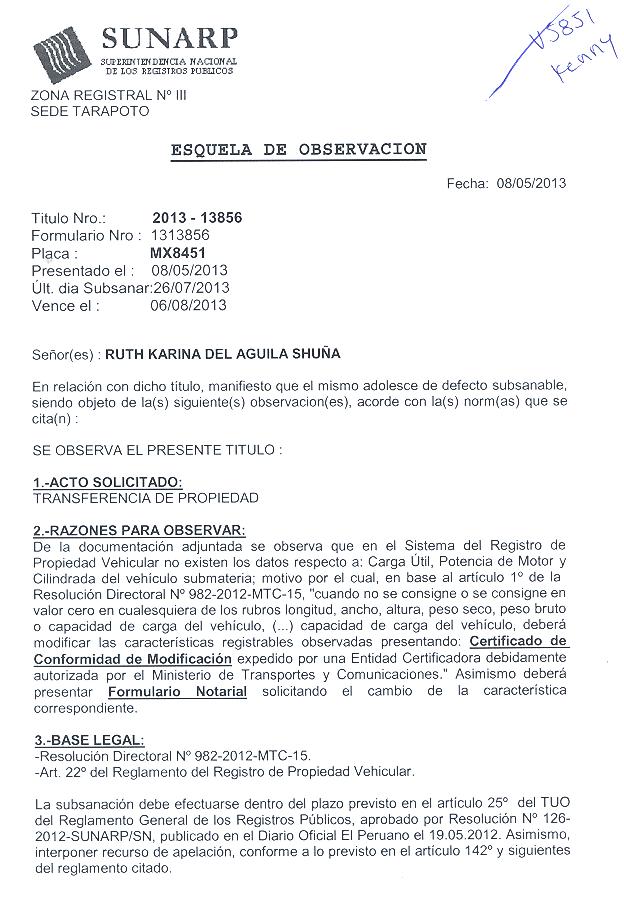 SUNARP
SUPERINTENDENCIA NACIONAL
DE LOS REGISTROS PUBLICOS
V5851
Kenny
ZONA REGISTRAL Nº III
SEDE TARAPOTO
ESQUELA DE OBSERVACION
Fecha: 08/05/2013
Titulo Nro.: 2013 - 13856
Formulario Nro : 1313856
Placa : MX8451
Presentado el : 08/05/2013
Últ. dia Subsanar:26/07/2013
Vence el : 06/08/2013
Señor(es) : RUTH KARINA DEL AGUILA SHUÑA
En relación con dicho título, manifiesto que el mismo adolesce de defecto subsanable,
siendo objeto de la(s) siguiente(s) observacion(es), acorde con la(s) norm(as) que se
cita(n) :
SE OBSERVA EL PRESENTE TITULO :
1.-ACTO SOLICITADO:
TRANSFERENCIA DE PROPIEDAD
2.-RAZONES PARA OBSERVAR:
De la documentación adjuntada se observa que en el Sistema del Registro de
Propiedad Vehicular no existen los datos respecto a: Carga Útil, Potencia de Motor y
Cilindrada del vehículo submateria; motivo por el cual, en base al artículo 1º de la
Resolución Directoral Nº 982-2012-MTC-15, "cuando no se consigne o se consigne en
valor cero en cualesquiera de los rubros longitud, ancho, altura, peso seco, peso bruto
o capacidad de carga del vehículo, (...) capacidad de carga del vehículo, deberá
modificar las características registrables observadas presentando: Certificado de
Conformidad de Modificación expedido por una Entidad Certificadora debidamente
autorizada por el Ministerio de Transportes y Comunicaciones." Asimismo deberá
presentar Formulario Notarial solicitando el cambio de la característica
correspondiente.
3.-BASE LEGAL:
-Resolución Directoral Nº 982-2012-MTC-15.
-Art. 22º del Reglamento del Registro de Propiedad Vehicular.
La subsanación debe efectuarse dentro del plazo previsto en el artículo 25º del TUO
del Reglamento General de los Registros Públicos, aprobado por Resolución Nº 126-
2012-SUNARP/SN, publicado en el Diario Oficial El Peruano el 19.05.2012. Asimismo,
interponer recurso de apelación, conforme a lo previsto en el artículo 142º y siguientes
del reglamento citado.